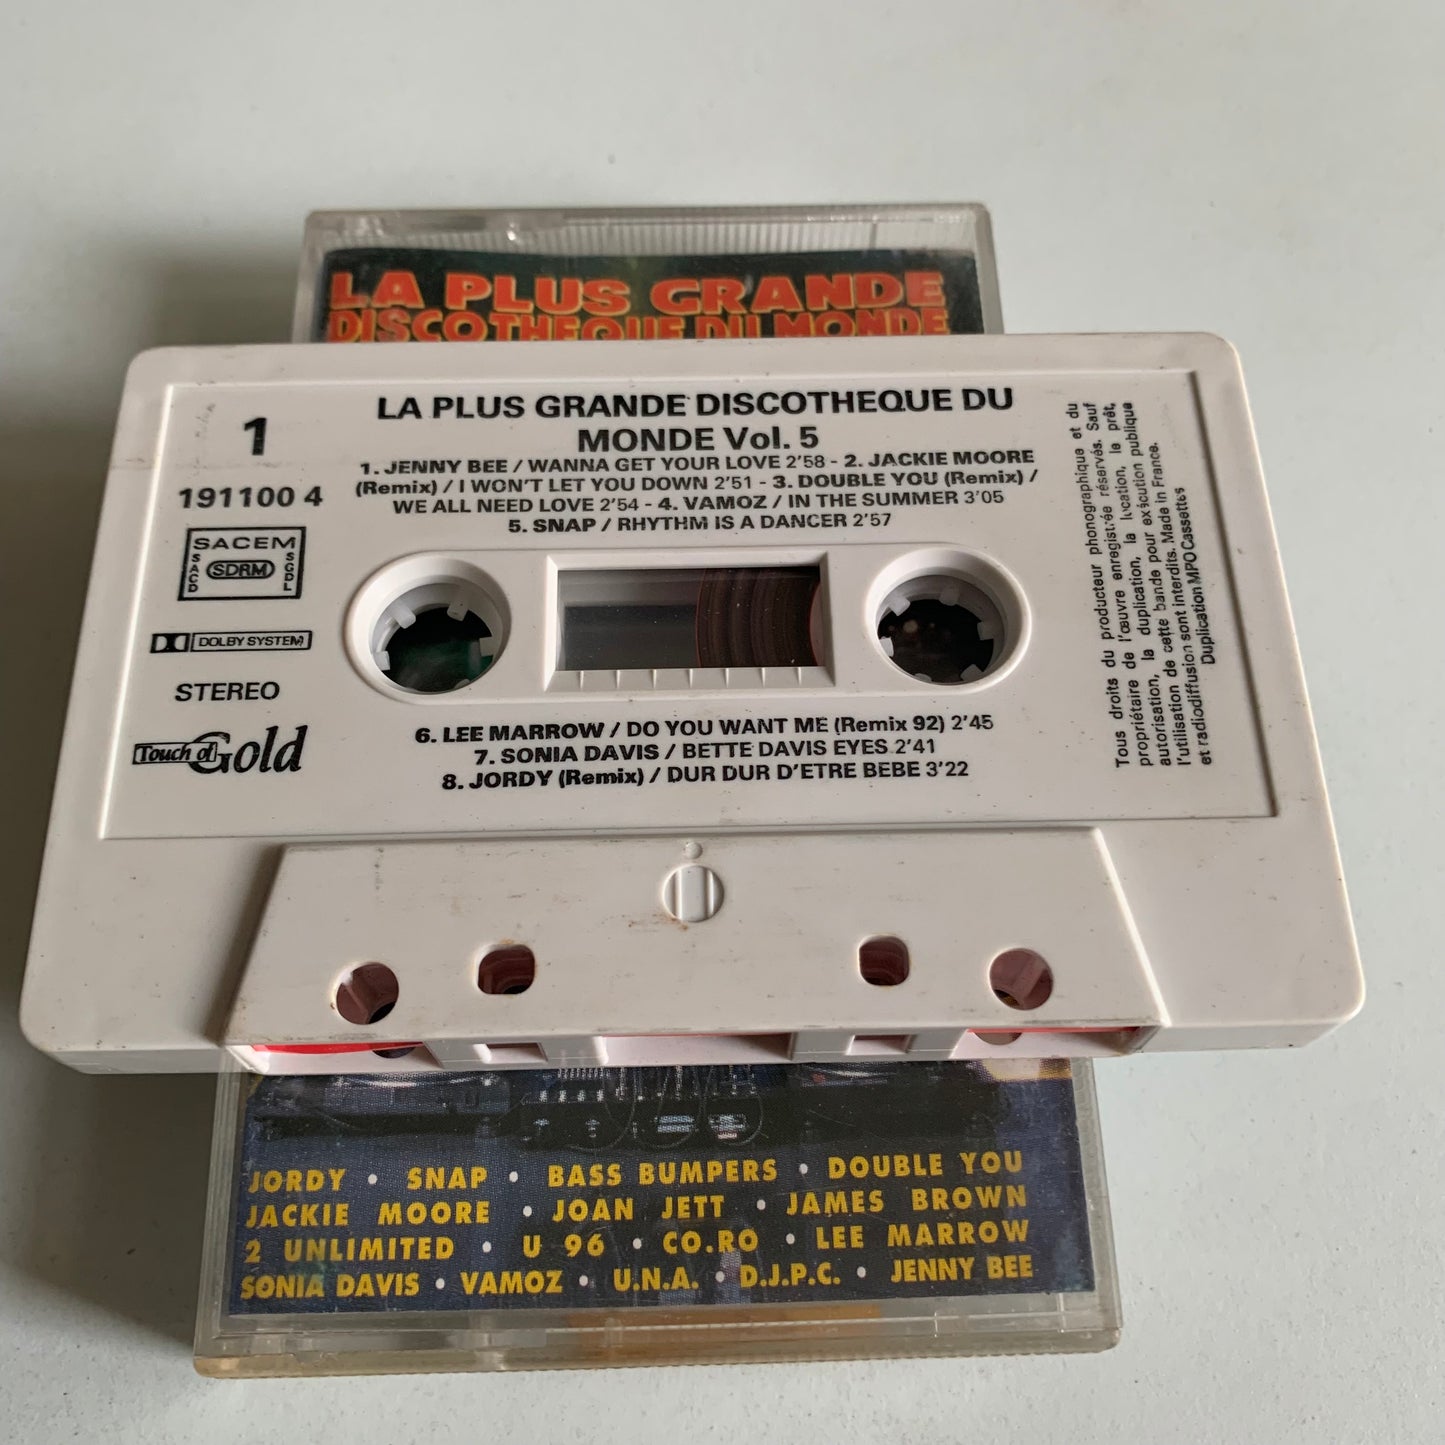 LA PLUS GRANDE
DISCOTHEQUE DU MONDE
LA PLUS GRANDE DISCOTHEQUE DU
MONDE Vol. 5
1
1. JENNY BEE / WANNA GET YOUR LOVE 2'58 - 2. JACKIE MOORE
(Remix) / I WON'T LET YOU DOWN 2'51 - 3. DOUBLE YOU (Remix) /
WE ALL NEED LOVE 2'54 - 4. VAMOZ / IN THE SUMMER 3'05
5. SNAP / RHYTHM IS A DANCER 2'57
191100 4
SACEM
SACD
SDRM
SGDL
DOLBY SYSTEM
STEREO
Touch of Gold
6. LEE MARROW / DO YOU WANT ME (Remix 92) 2'45
7. SONIA DAVIS / BETTE DAVIS EYES 2'41
8. JORDY (Remix) / DUR DUR D'ETRE BEBE 3'22
Tous droits du producteur phonographique et du
propriétaire de l'œuvre enregistrée réservés. Sauf
autorisation, la duplication, la location, le prêt,
l'utilisation de cette bande pour exécution publique
et radiodiffusion sont interdits. Made in France.
Duplication MPO Cassettes
JORDY • SNAP • BASS BUMPERS • DOUBLE YOU
JACKIE MOORE • JOAN JETT • JAMES BROWN
2 UNLIMITED • U 96 • CO.RO • LEE MARROW
SONIA DAVIS • VAMOZ • U.N.A. • D.J.P.C. • JENNY BEE